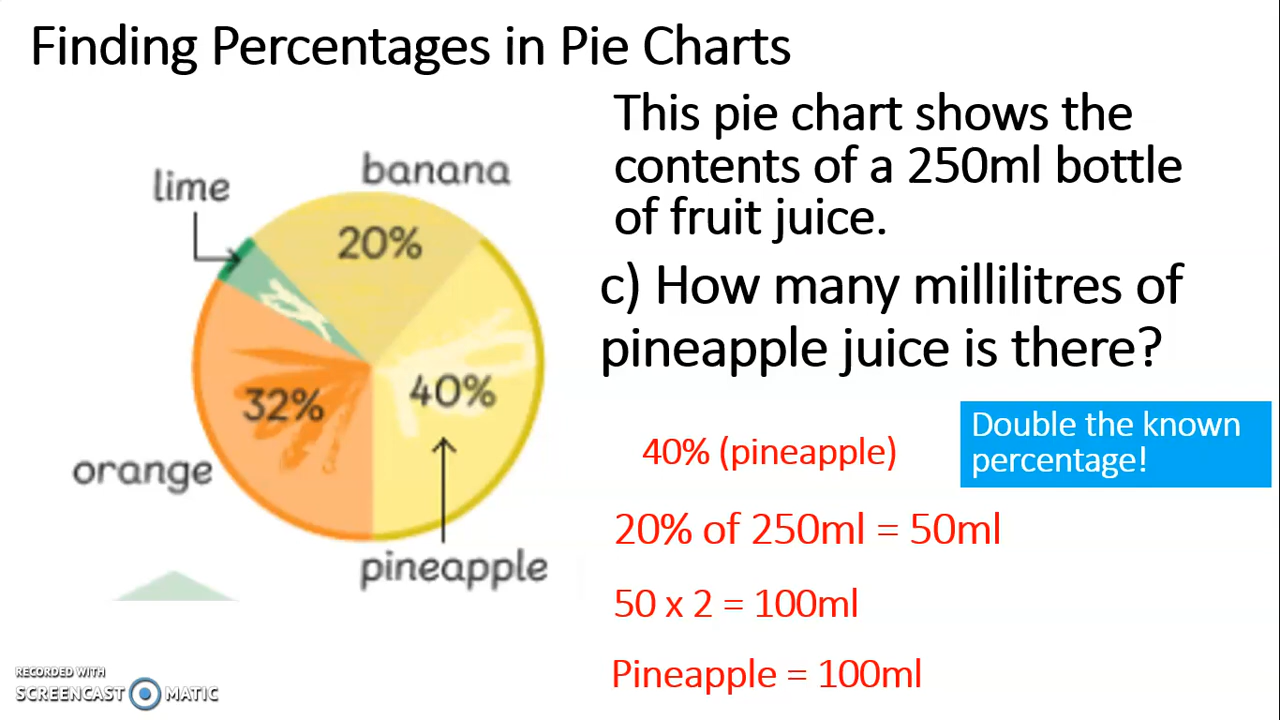 Finding Percentages in Pie Charts
This pie chart shows the
contents of a 250ml bottle
of fruit juice.
c) How many millilitres of
pineapple juice is there?
banana
lime
20%
40%
32%
orange
pineapple
40% (pineapple)
Double the known
percentage!
20% of 250ml = 50ml
50 x 2 = 100ml
Pineapple = 100ml
RECORDED WITH
SCREENCAST MATIC